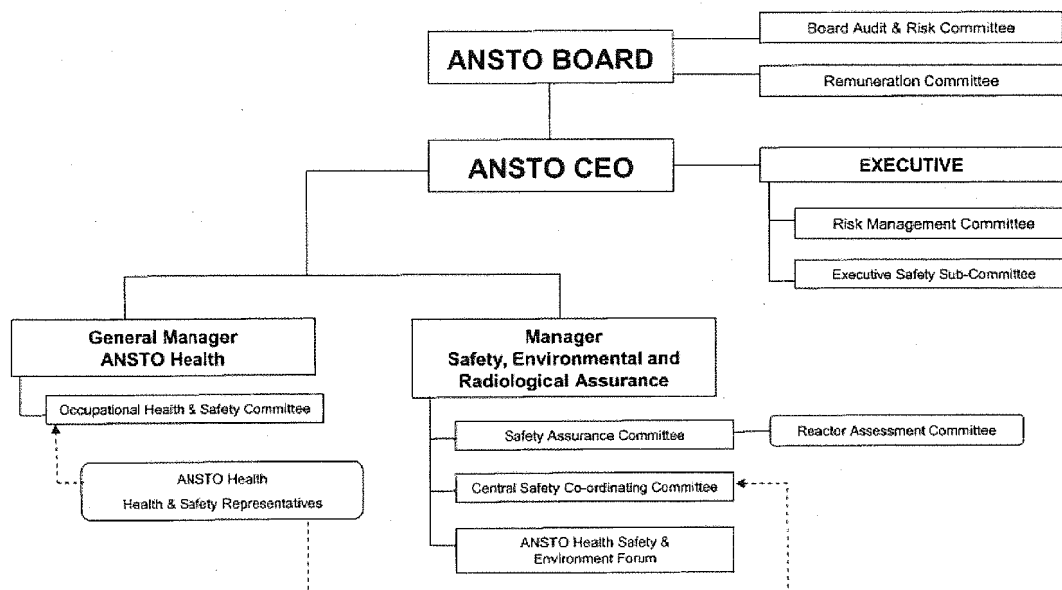 Board Audit & Risk Committee
ANSTO BOARD
Remuneration Committee
ANSTO CEO
EXECUTIVE
Risk Management Committee
Executive Safety Sub-Committee
General Manager
ANSTO Health
Manager
Safety, Environmental and
Radiological Assurance
Occupational Health & Safety Committee
Safety Assurance Committee
Reactor Assessment Committee
ANSTO Health
Health & Safety Representatives
Central Safety Co-ordinating Committee
ANSTO Health Safety &
Environment Forum